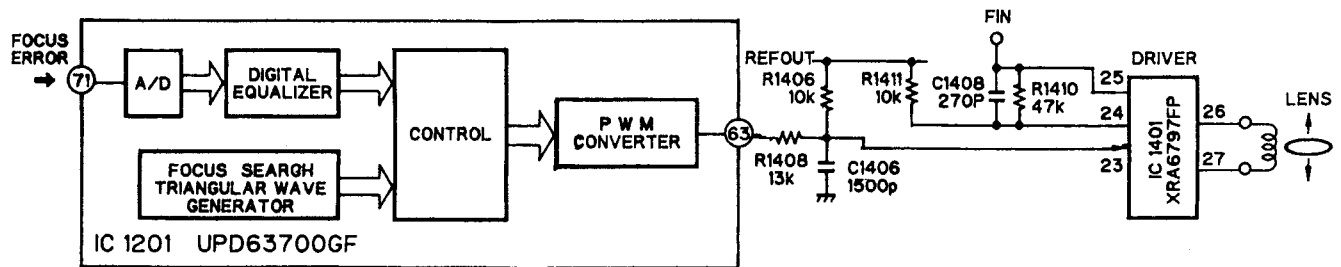 FOCUS
ERROR
71
A/D
DIGITAL
EQUALIZER
FOCUS SEARCH
TRIANGULAR WAVE
GENERATOR
CONTROL
PWM
CONVERTER
63
IC 1201 UPD63700GF
REFOUT
R1406
10k
R1411
10k
R1408
13k
C1406
1500p
FIN
C1408
270P
R1410
47k
DRIVER
25
24
23
IC 1401
XRA6797FP
26
27
LENS